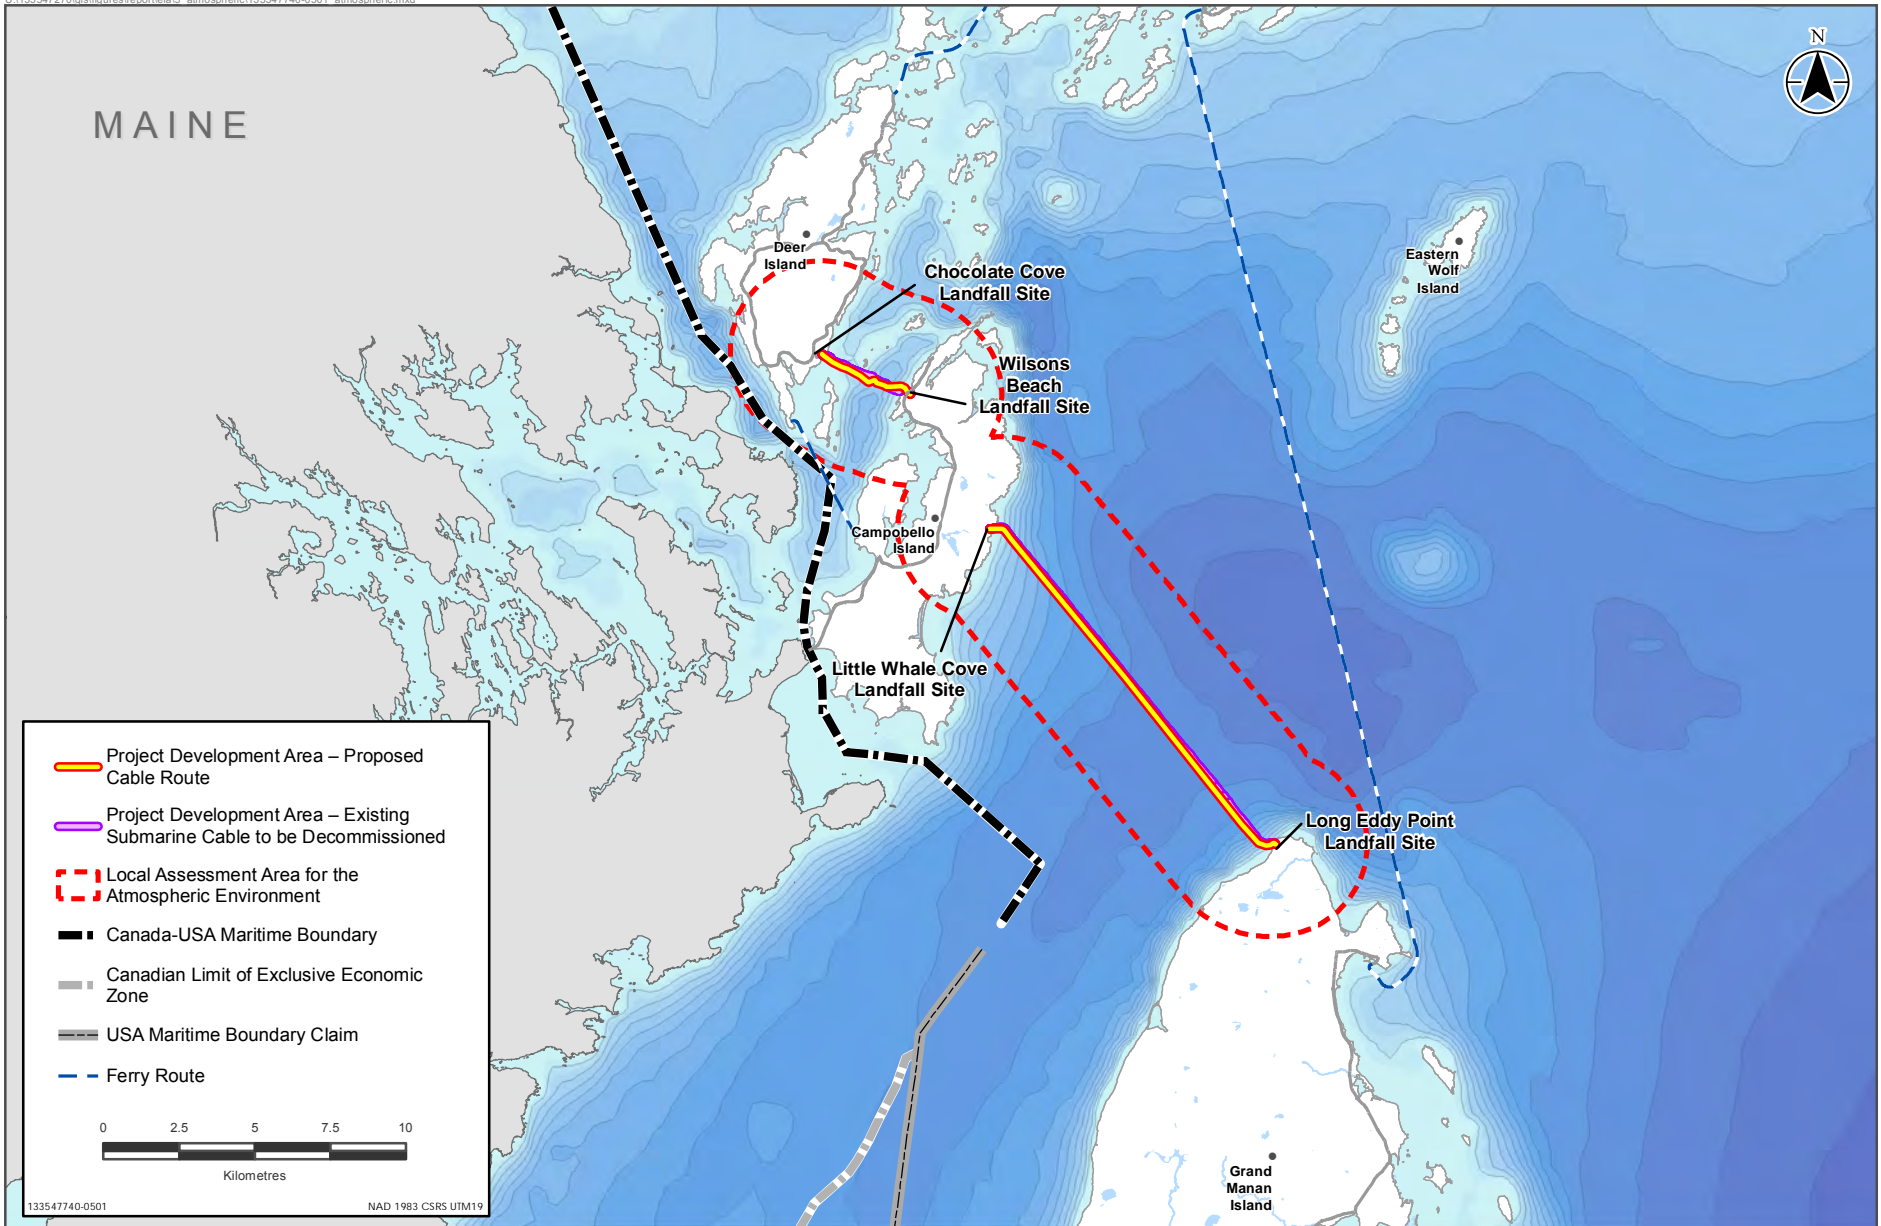 MAINE
N
Deer
Island
Chocolate Cove
Landfall Site
Eastern
Wolf
Island
Wilsons
Beach
Landfall Site
Campobello
Island
Little Whale Cove
Landfall Site
Long Eddy Point
Landfall Site
Grand
Manan
Island
Project Development Area – Proposed
Cable Route
Project Development Area – Existing
Submarine Cable to be Decommissioned
Local Assessment Area for the
Atmospheric Environment
Canada-USA Maritime Boundary
Canadian Limit of Exclusive Economic
Zone
USA Maritime Boundary Claim
Ferry Route
0 2.5 5 7.5 10
Kilometres
133547740-0501 NAD 1983 CSRS UTM19